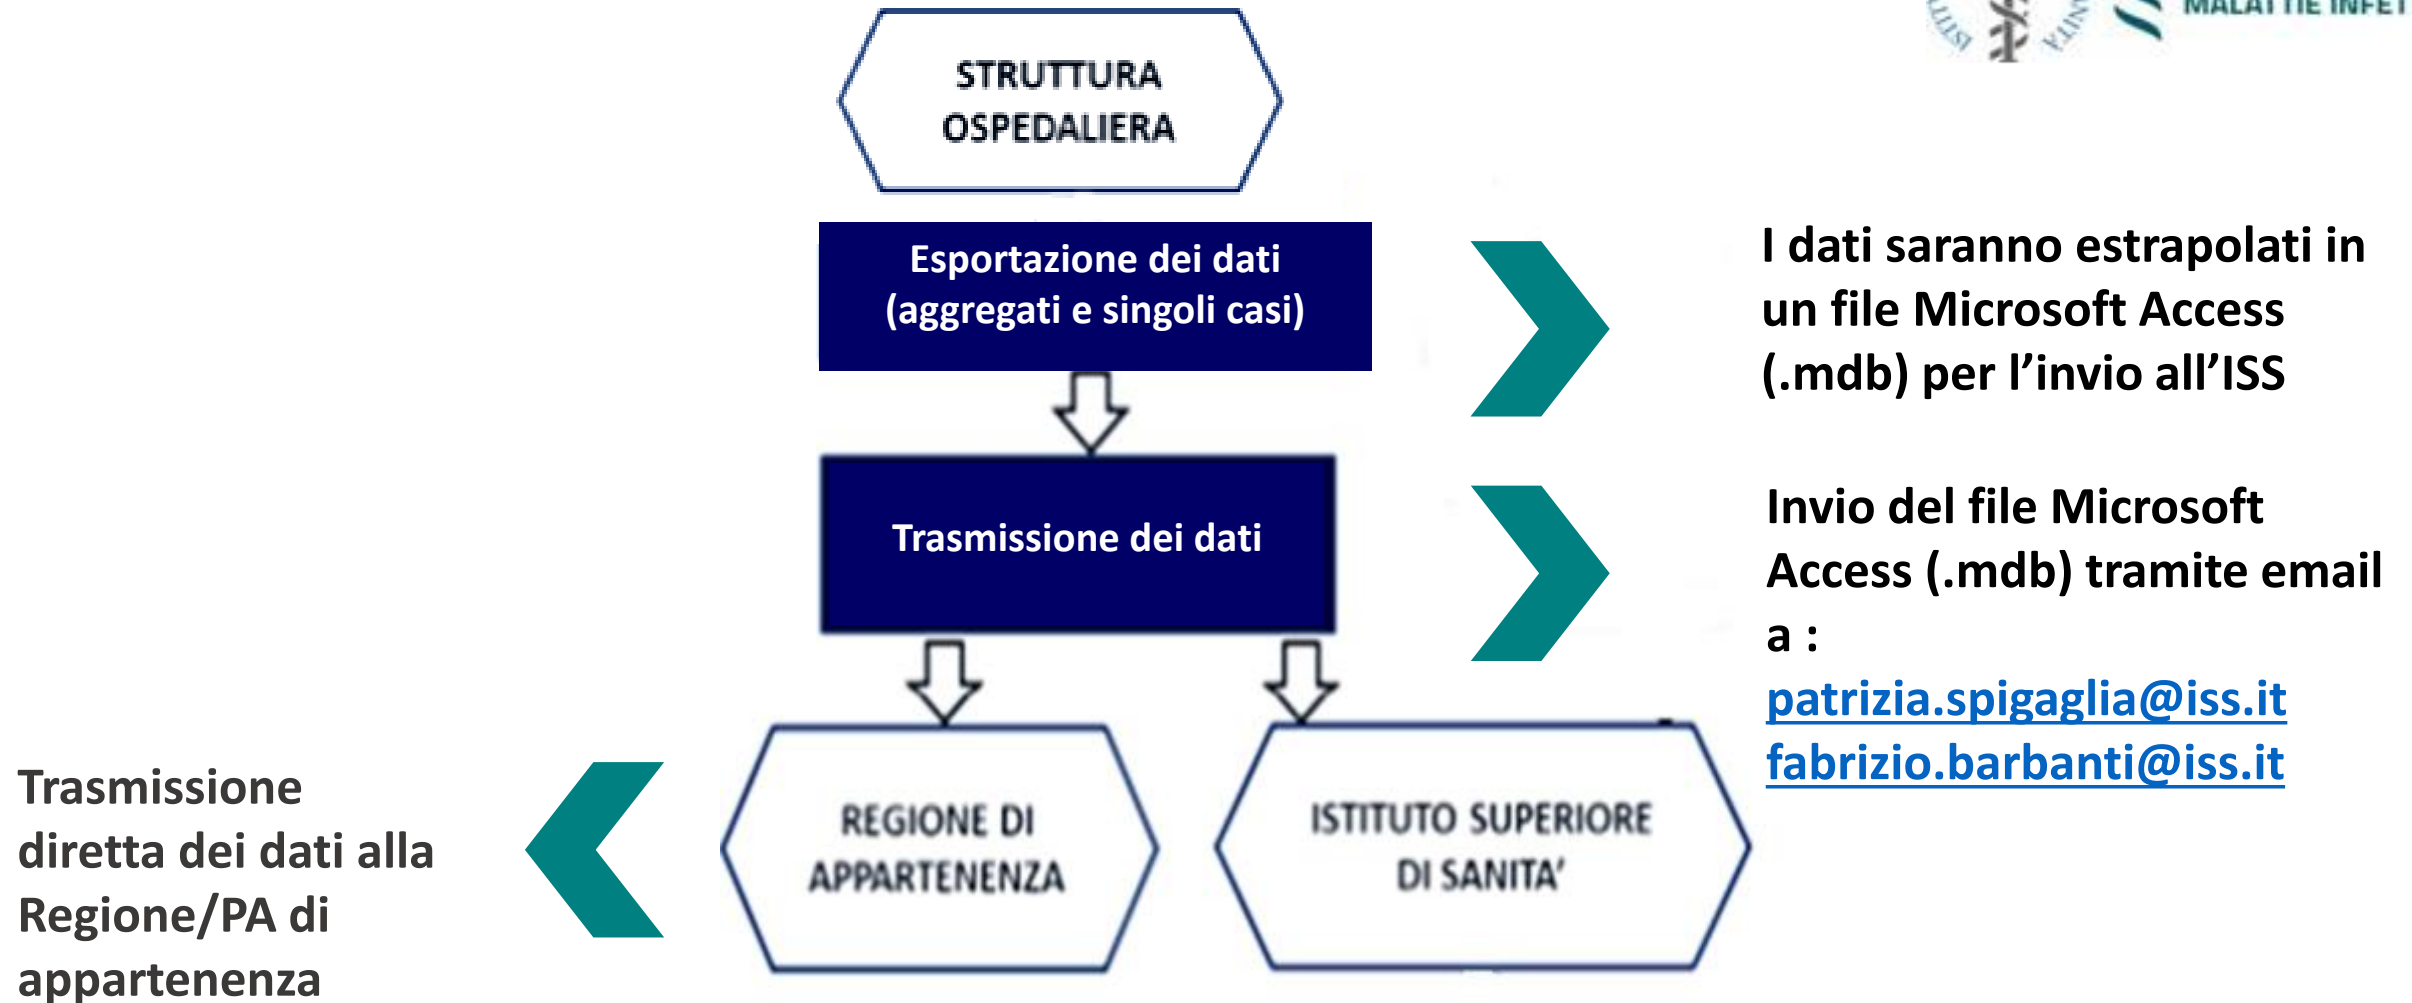 MALATTIE INFET
STRUTTURA
OSPEDALIERA
Esportazione dei dati
(aggregati e singoli casi)
I dati saranno estrapolati in
un file Microsoft Access
(.mdb) per l’invio all’ISS
Trasmissione dei dati
Invio del file Microsoft
Access (.mdb) tramite email
a :
patrizia.spigaglia@iss.it
fabrizio.barbanti@iss.it
Trasmissione
diretta dei dati alla
Regione/PA di
appartenenza
REGIONE DI
APPARTENENZA
ISTITUTO SUPERIORE
DI SANITA’